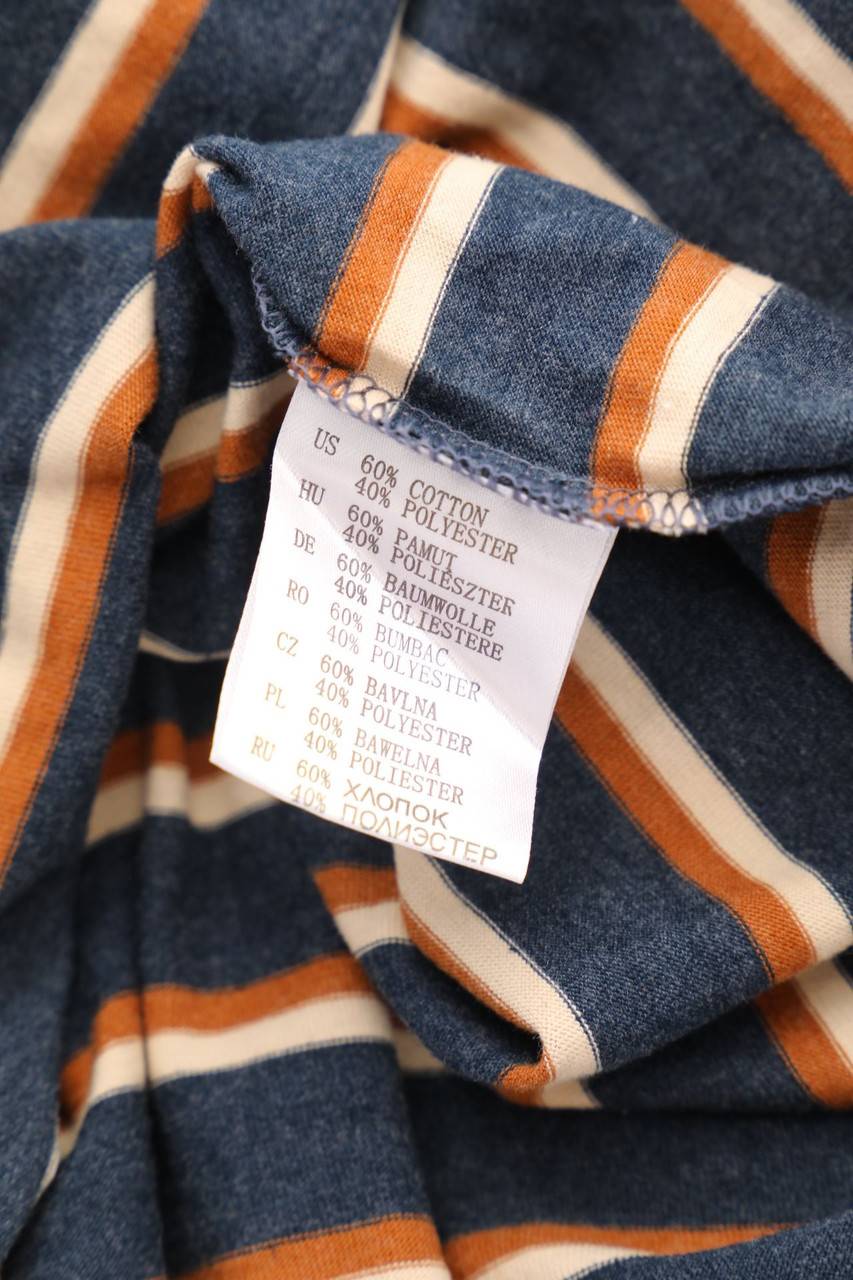 US 60% COTTON
40% POLYESTER
HU 60% PAMUT
40% POLIÉSZTER
DE 60% BAUMWOLLE
40% POLIESTERE
RO 60% BUMBAC
40% POLYESTER
CZ 60% BAVLNA
40% POLYESTER
PL 60% BAWELNA
40% POLIESTER
RU 60% ХЛОПОК
40% ПОЛИЭСТЕР